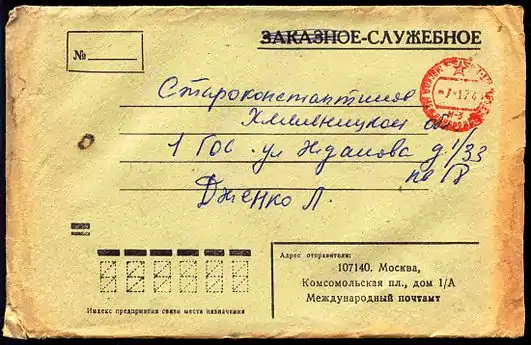 ЗАКАЗНОЕ-СЛУЖЕБНОЕ
№
Староконстантинов
Хмельницкой обл
1 ГОС. ул Жданова д 1/33
кв 18
Дженко Л.
Адрес отправителя:
107140. Москва,
Комсомольская пл., дом 1/А
Международный почтамт
Индекс предприятия связи места назначения